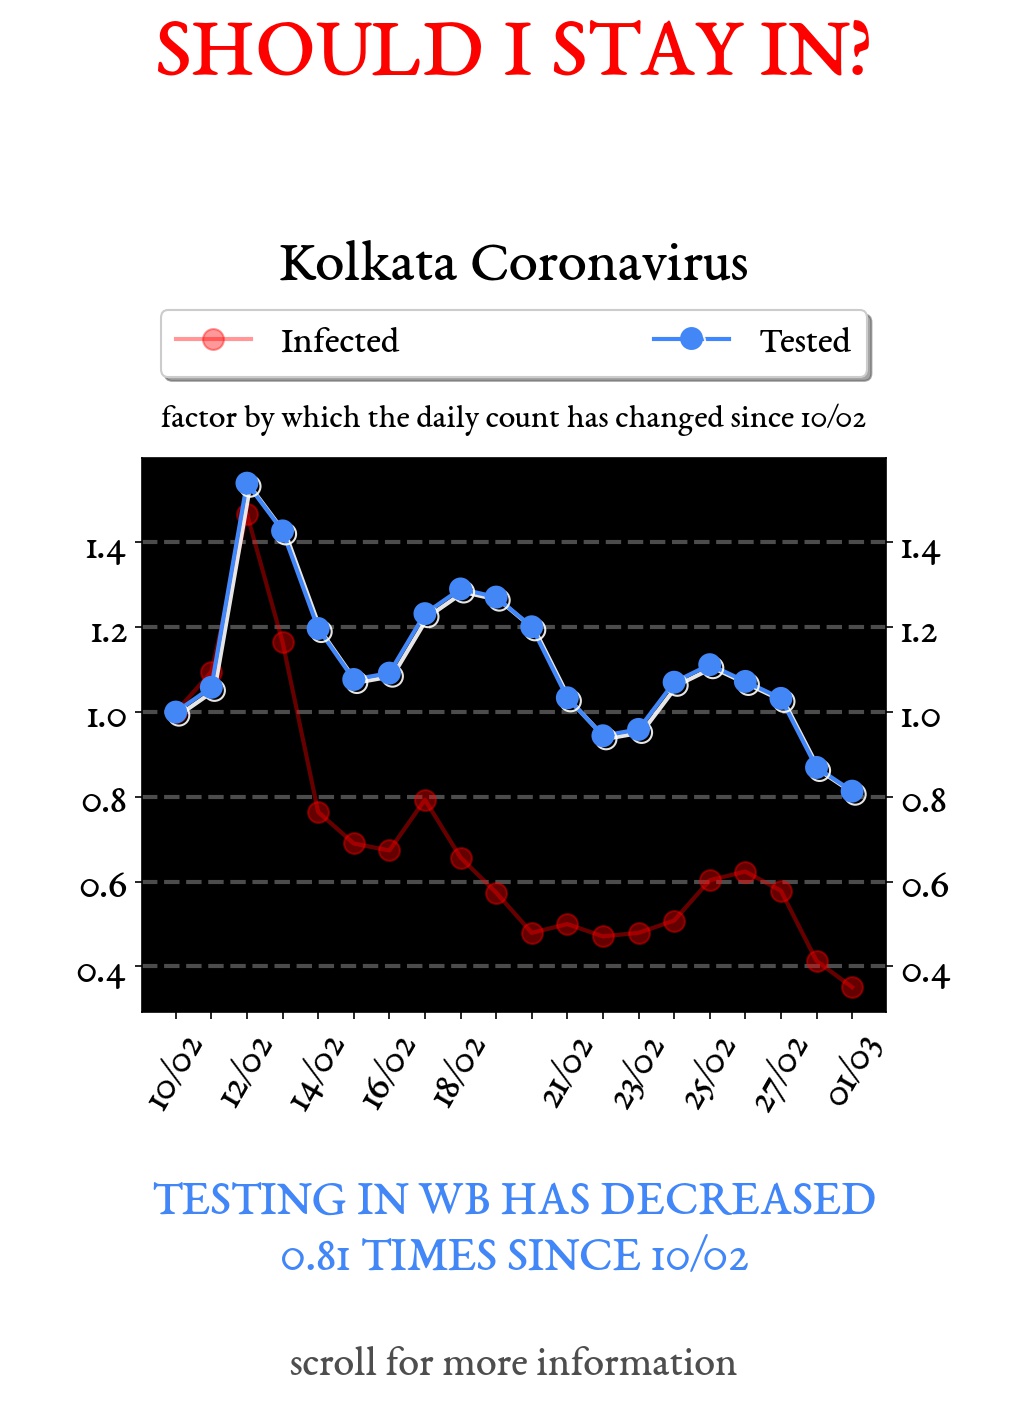 SHOULD I STAY IN?
Kolkata Coronavirus
Infected Tested
factor by which the daily count has changed since 10/02
1.4 1.4
1.2 1.2
1.0 1.0
0.8 0.8
0.6 0.6
0.4 0.4
10/02 12/02 14/02 16/02 18/02 21/02 23/02 25/02 27/02 01/03
TESTING IN WB HAS DECREASED
0.81 TIMES SINCE 10/02
scroll for more information